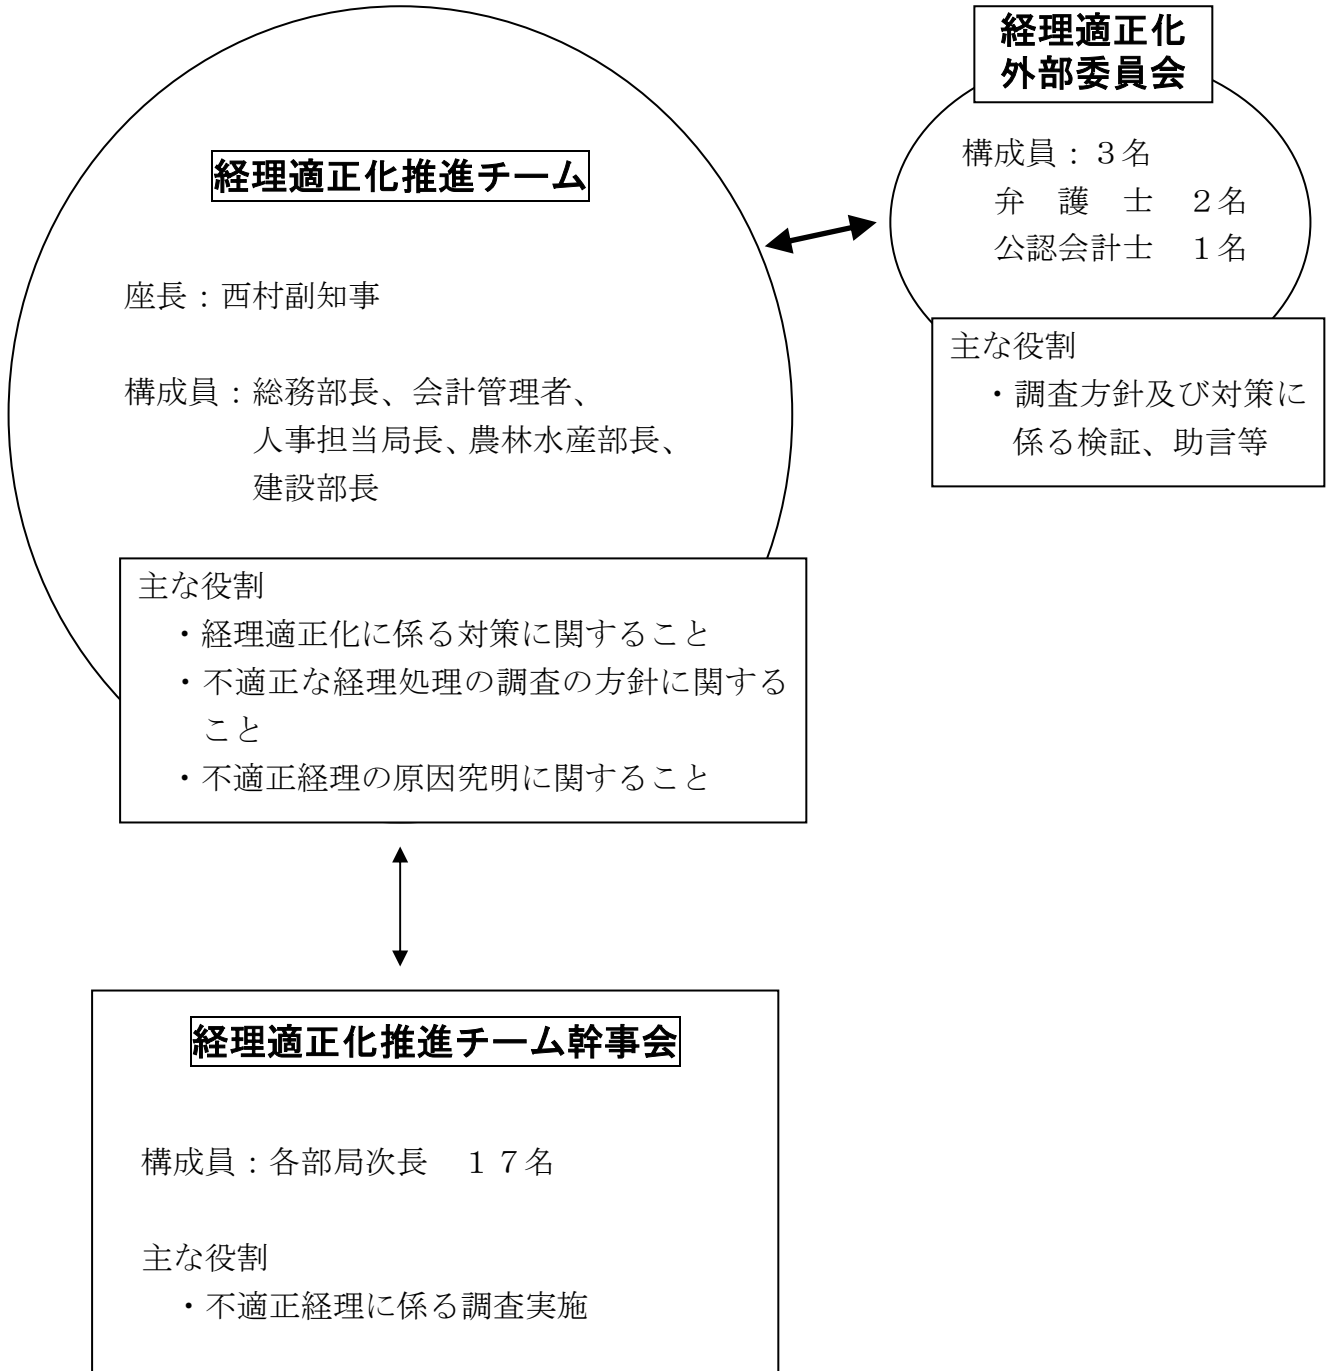 経理適正化推進チーム
座長：西村副知事
構成員：総務部長、会計管理者、
人事担当局長、農林水産部長、
建設部長
主な役割
・経理適正化に係る対策に関すること
・不適正な経理処理の調査の方針に関する
こと
・不適正経理の原因究明に関すること
経理適正化
外部委員会
構成員：３名
弁　護　士　２名
公認会計士　１名
主な役割
・調査方針及び対策に
係る検証、助言等
経理適正化推進チーム幹事会
構成員：各部局次長　１７名
主な役割
・不適正経理に係る調査実施